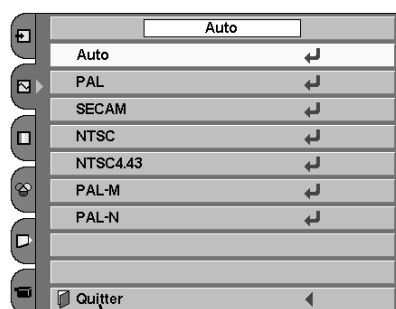 Auto
Auto
PAL
SECAM
NTSC
NTSC4.43
PAL-M
PAL-N
Quitter